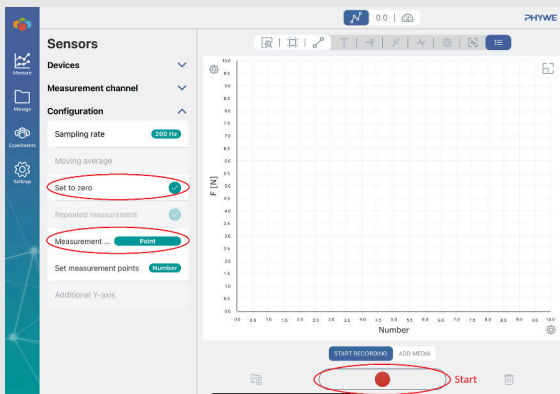 0.0
PHYWE
Sensors
Devices
Measurement channel
Configuration
Sampling rate
200 Hz
Moving average
Set to zero
Repeated measurement
Measurement ...
Point
Set measurement points
Number
Additional Y-axis
Measure
Manage
Experiments
Settings
F [N]
10.0
9.0
8.5
8.0
7.5
7.0
6.5
6.0
5.5
5.0
4.5
4.0
3.5
3.0
2.5
2.0
1.5
1.0
0.5
0.0
0.0 0.5 1.0 1.5 2.0 2.5 3.0 3.5 4.0 4.5 5.0 5.5 6.0 6.5 7.0 7.5 8.0 8.5 9.0 9.5 10.0
Number
START RECORDING
ADD MEDIA
Start